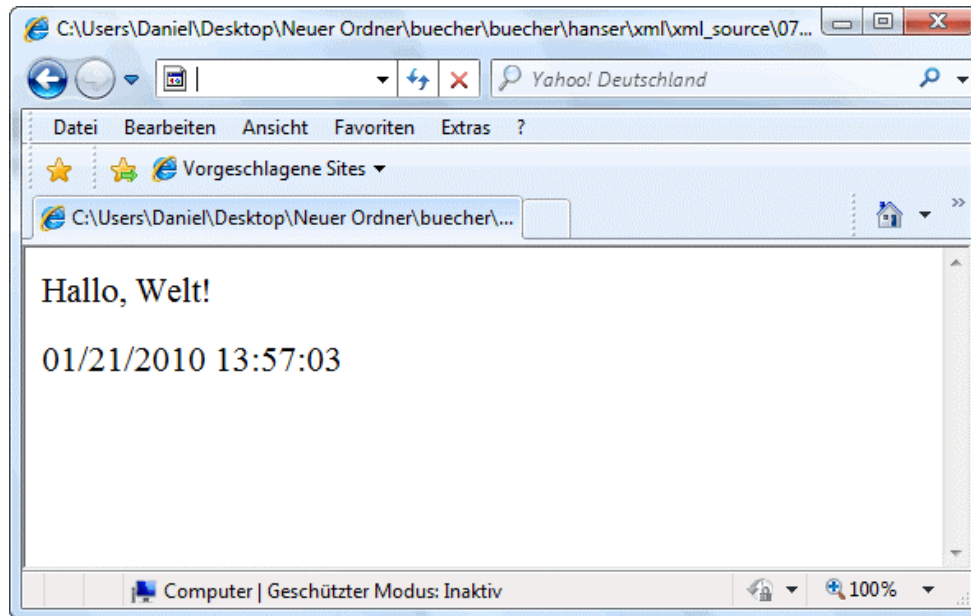 C:\Users\Daniel\Desktop\Neuer Ordner\buecher\buecher\hanser\xml\xml_source\07...
Yahoo! Deutschland
Datei Bearbeiten Ansicht Favoriten Extras ?
Vorgeschlagene Sites
C:\Users\Daniel\Desktop\Neuer Ordner\buecher\...
Hallo, Welt!
01/21/2010 13:57:03
Computer | Geschützter Modus: Inaktiv 100%